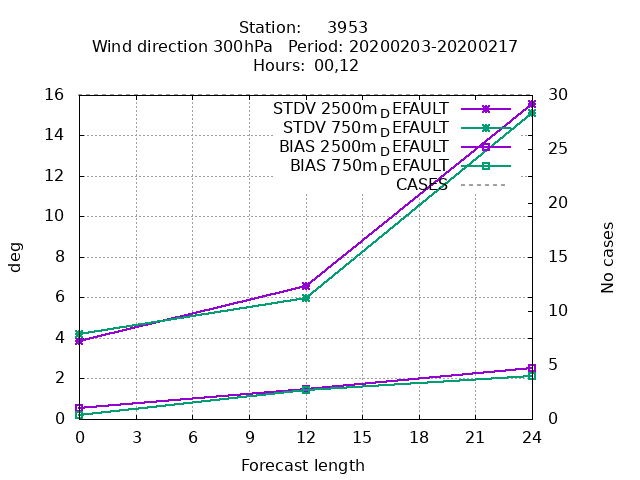 Station: 3953
Wind direction 300hPa Period: 20200203-20200217
Hours: 00,12
16 30
STDV 2500m_DEFAULT
14 STDV 750m_DEFAULT
BIAS 2500m_DEFAULT 25
BIAS 750m_DEFAULT
12 CASES
10 20
deg 8 15 No cases
6 10
4
2 5
0 0
0 3 6 9 12 15 18 21 24
Forecast length